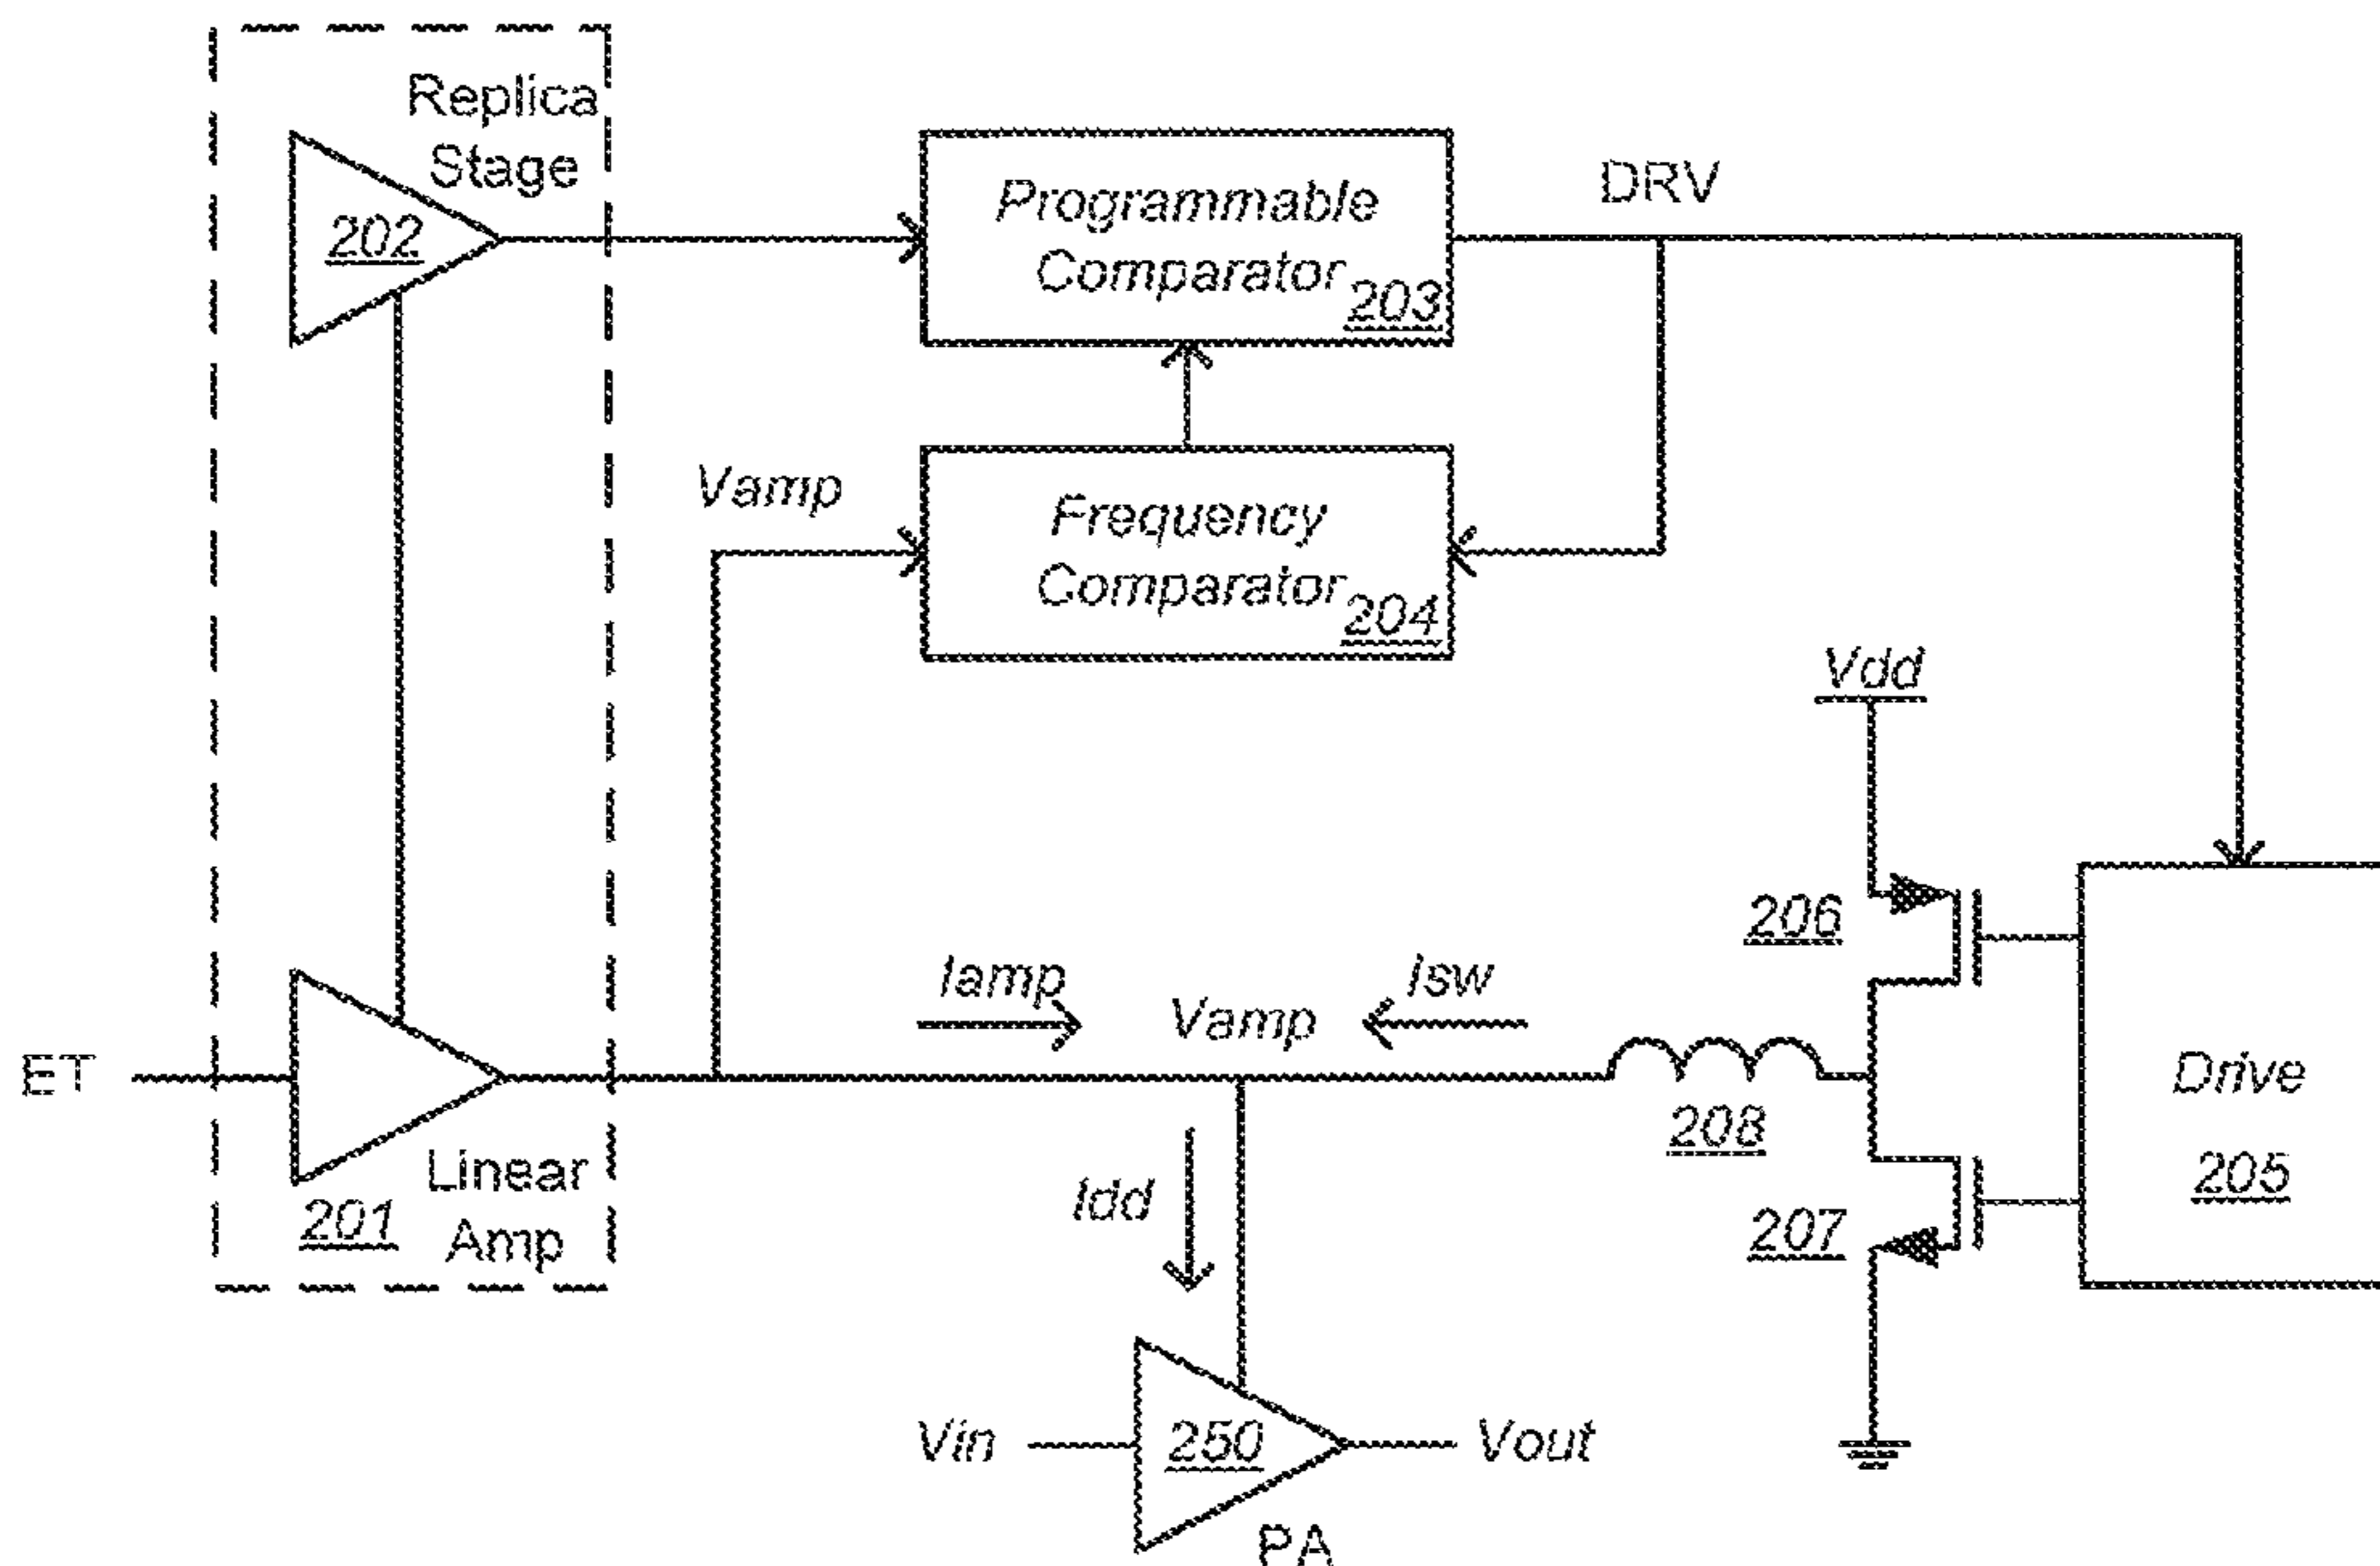 Replica
Stage
202
Programmable
Comparator
203
DRV
Vamp
Frequency
Comparator
204
Vdd
206
Iamp
Vamp
Isw
ET
208
Drive
205
Linear
Amp
201
Idd
207
Vin
250
Vout
PA